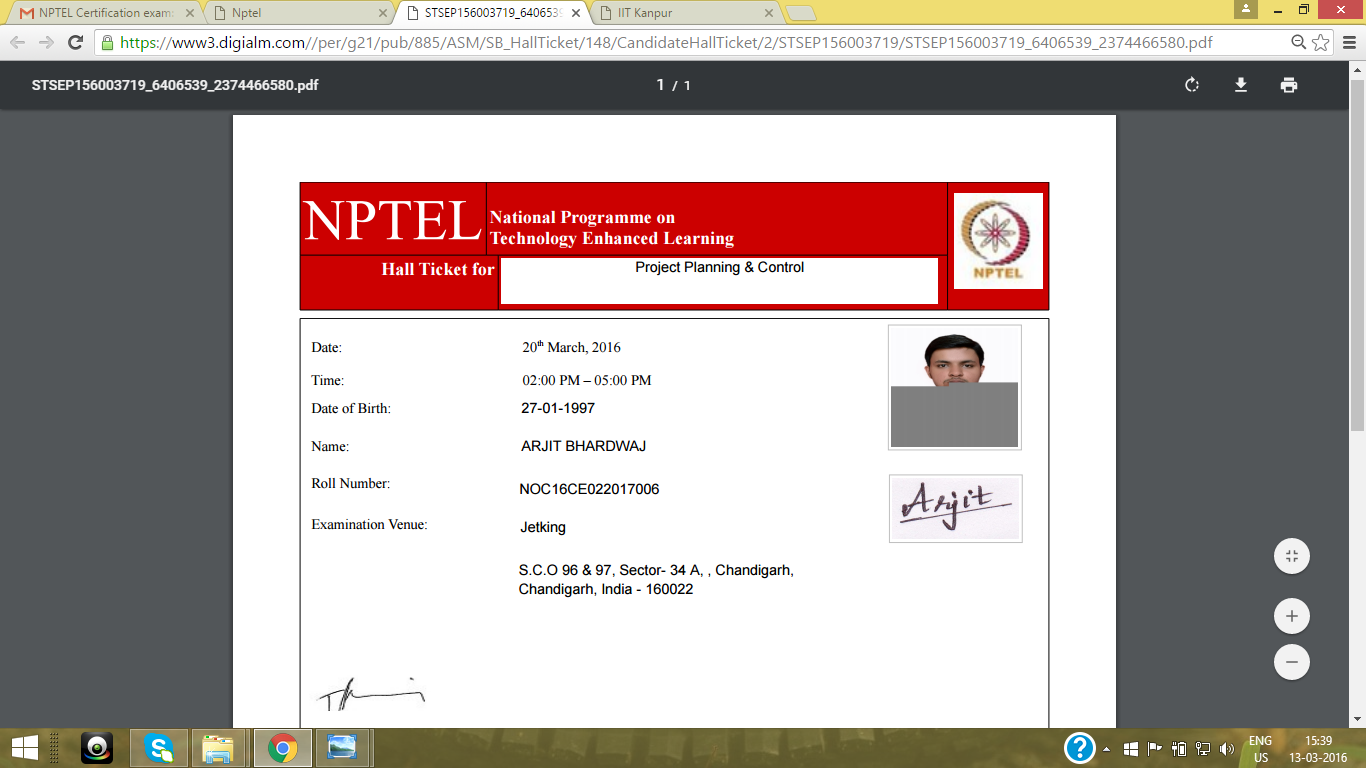 NPTEL Certification exam:
Nptel
STSEP156003719_6406539
IIT Kanpur
https://www3.digialm.com//per/g21/pub/885/ASM/SB_HallTicket/148/CandidateHallTicket/2/STSEP156003719/STSEP156003719_6406539_2374466580.pdf
STSEP156003719_6406539_2374466580.pdf
1 / 1
NPTEL
National Programme on
Technology Enhanced Learning
NPTEL
Hall Ticket for
Project Planning & Control
Date: 20th March, 2016
Time: 02:00 PM – 05:00 PM
Date of Birth: 27-01-1997
Name: ARJIT BHARDWAJ
Roll Number: NOC16CE022017006
Arjit
Examination Venue: Jetking
S.C.O 96 & 97, Sector- 34 A, , Chandigarh,
Chandigarh, India - 160022
ENG
US
15:39
13-03-2016